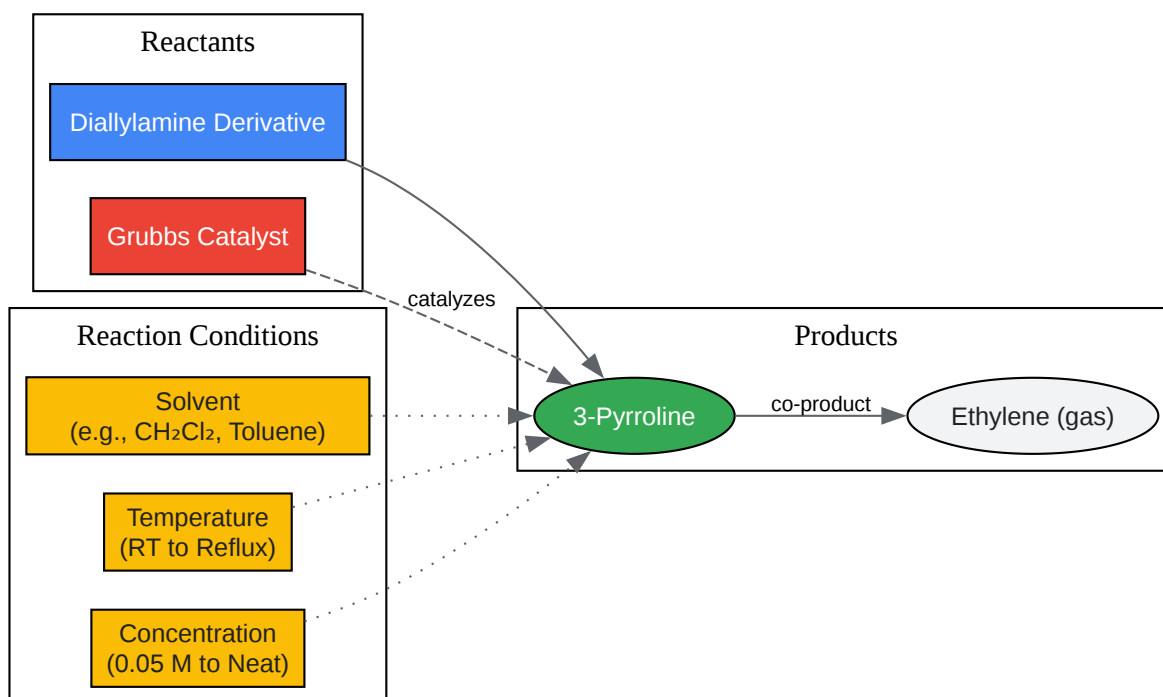 Reactants
Diallylamine Derivative
Grubbs Catalyst
catalyzes
Reaction Conditions
Solvent
(e.g., CH₂Cl₂, Toluene)
Temperature
(RT to Reflux)
Concentration
(0.05 M to Neat)
Products
3-Pyrroline
co-product
Ethylene (gas)